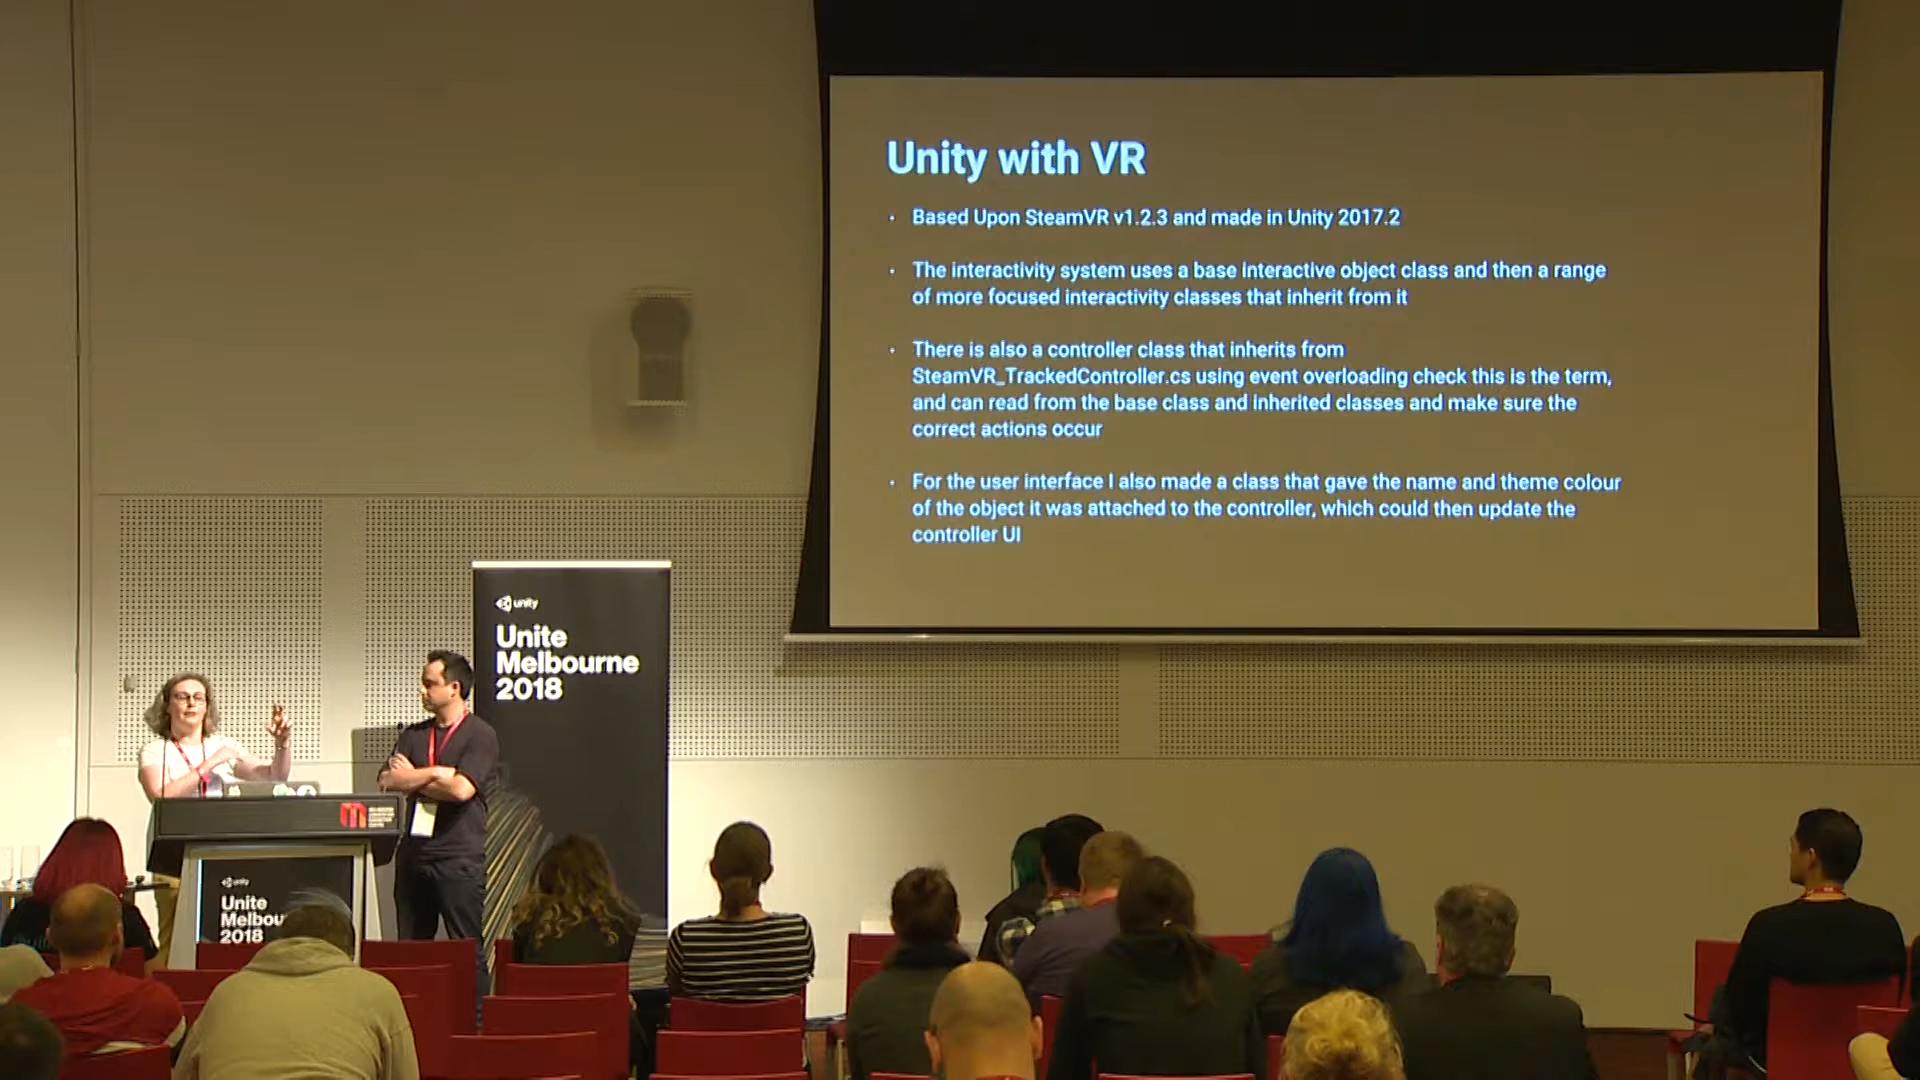 Unity with VR
· Based Upon SteamVR v1.2.3 and made in Unity 2017.2
· The interactivity system uses a base interactive object class and then a range
of more focused interactivity classes that inherit from it
· There is also a controller class that inherits from
SteamVR_TrackedController.cs using event overloading check this is the term,
and can read from the base class and inherited classes and make sure the
correct actions occur
· For the user interface I also made a class that gave the name and theme colour
of the object it was attached to the controller, which could then update the
controller UI
unity
Unite
Melbourne
2018
unity
Unite
Melbou
2018